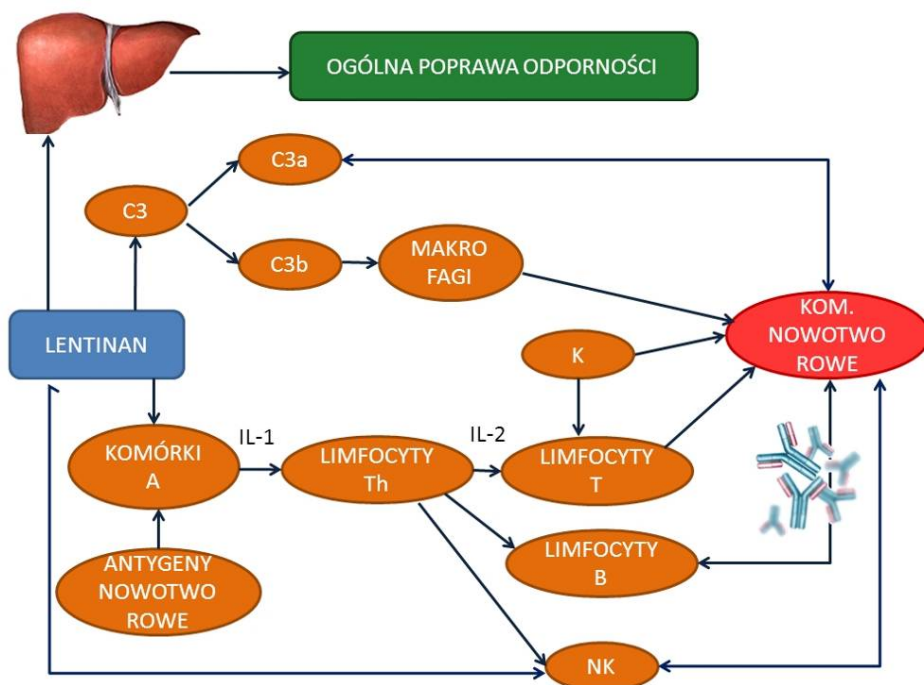 OGÓLNA POPRAWA ODPORNOŚCI
C3a
C3
C3b
MAKRO
FAGI
LENTINAN
K
KOM.
NOWOTWO
ROWE
KOMÓRKI
A
IL-1
LIMFOCYTY
Th
IL-2
LIMFOCYTY
T
ANTYGENY
NOWOTWO
ROWE
LIMFOCYTY
B
NK